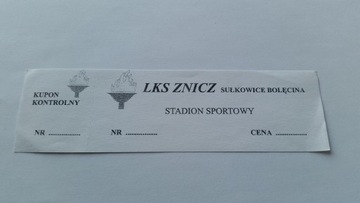 KUPON
KONTROLNY
NR ..................
LKS ZNICZ SUŁKOWICE BOLĘCINA
STADION SPORTOWY
NR .................. CENA ..................